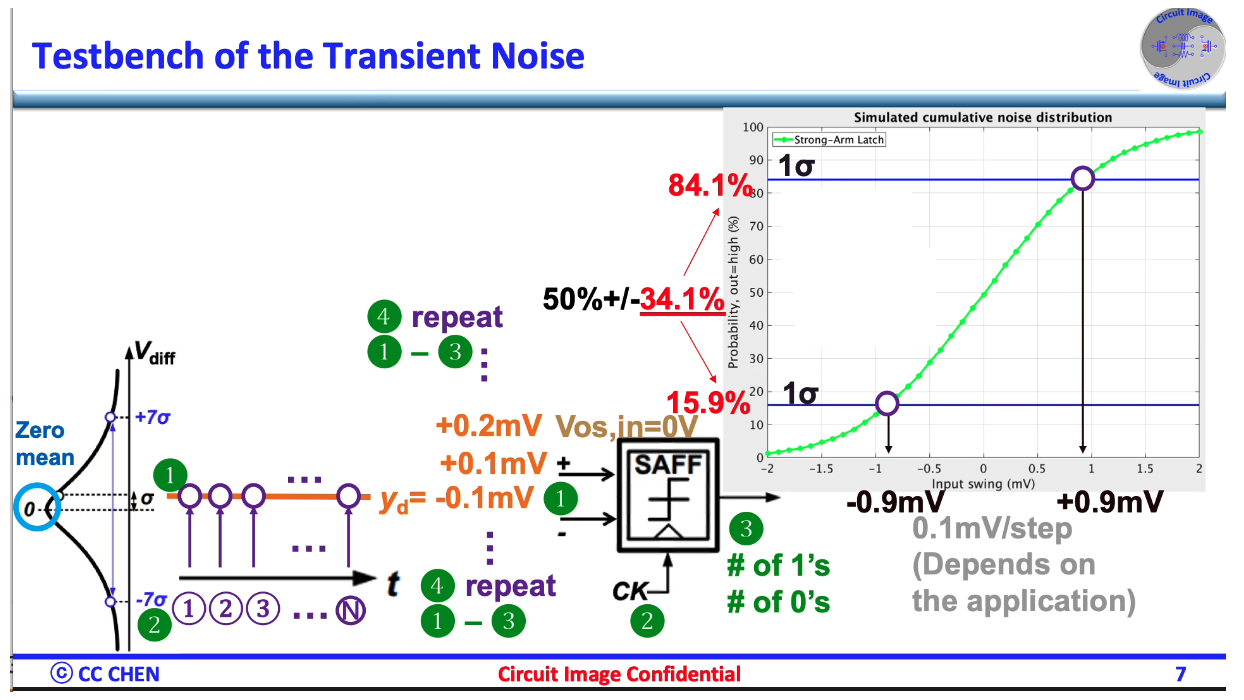 Testbench of the Transient Noise
Circuit Image
Circuit Image
Simulated cumulative noise distribution
Strong-Arm Latch
100
90
80
70
60
50
40
30
20
10
0
Probability, out=high (%)
1σ
1σ
84.1%
50%+/-34.1%
15.9%
-2
-1.5
-1
-0.5
0
0.5
1
1.5
2
Input swing (mV)
-0.9mV
+0.9mV
0.1mV/step
(Depends on
the application)
4 repeat
1 – 3
⋮
+0.2mV
Vos,in=0V
+0.1mV
yd= -0.1mV
⋮
4 repeat
1 – 3
Vdiff
+7σ
Zero
mean
σ
0
-7σ
2
1
...
...
t
1 2 3 ... N
1
+
-
SAFF
CK
2
3
# of 1's
# of 0's
© CC CHEN
Circuit Image Confidential
7